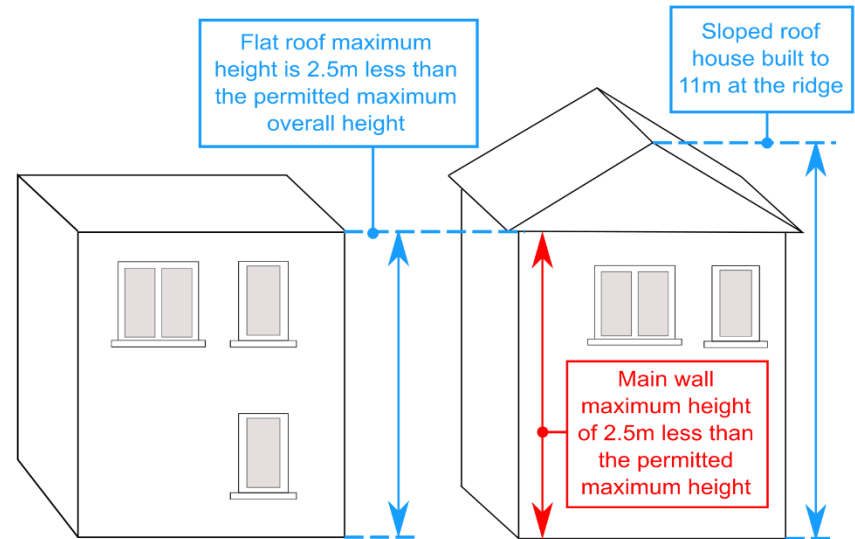 Flat roof maximum
height is 2.5m less than
the permitted maximum
overall height
Sloped roof
house built to
11m at the ridge
Main wall
maximum height
of 2.5m less than
the permitted
maximum height